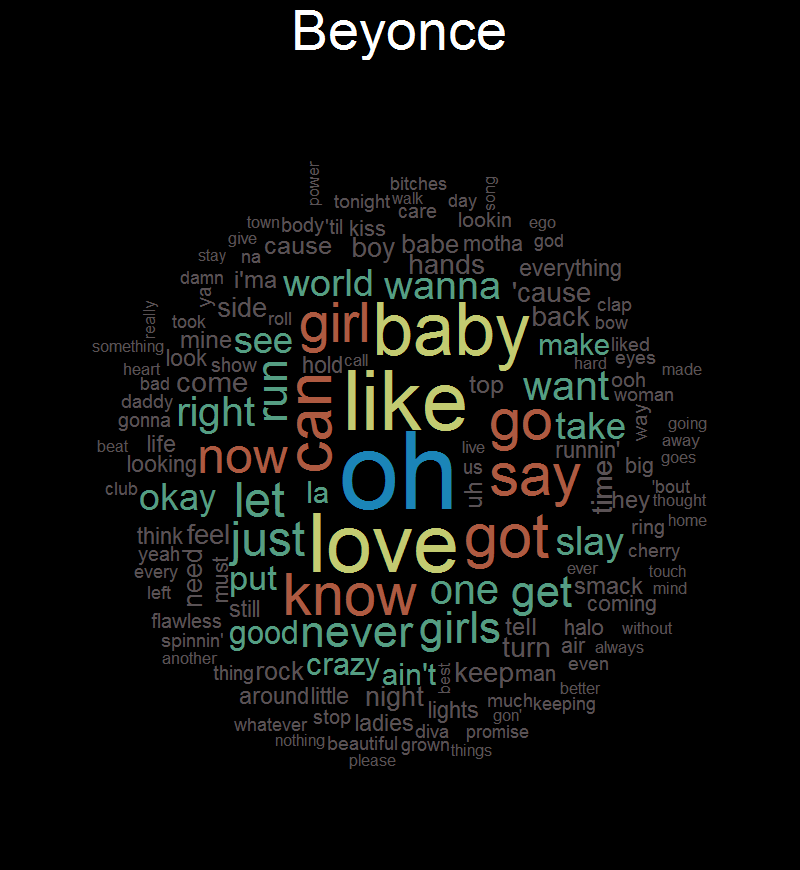 Beyonce
power
bitches
song
tonight
walk
day
care
lookin
ego
town
body
'til
kiss
give
cause
boy
babe
motha
god
stay
na
hands
everything
damn
i'ma
world
wanna
'cause
ya
side
roll
girl
baby
back
clap
bow
really
took
mine
see
make
liked
something
look
show
hold
call
hard
eyes
made
heart
bad
come
run
can
like
top
want
ooh
woman
daddy
gonna
right
go
take
way
going
away
beat
life
now
oh
live
runnin'
goes
looking
us
say
big
club
okay
let
la
uh
time
hey
'bout
thought
think
feel
just
love
got
slay
ring
home
yeah
cherry
every
need
must
put
know
one
get
ever
smack
touch
mind
left
still
coming
flawless
good
never
girls
tell
halo
without
spinnin'
turn
air
always
another
thing
rock
crazy
ain't
best
keep
man
even
better
around
little
night
lights
much
keeping
gon'
whatever
stop
ladies
diva
promise
nothing
beautiful
grown
things
please